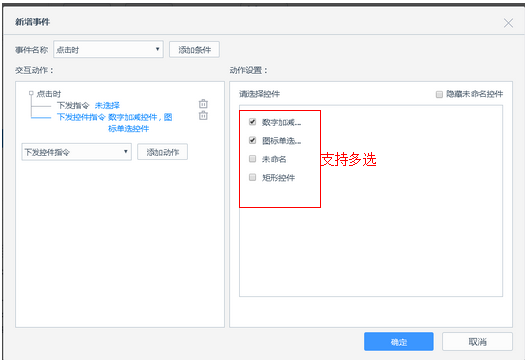 新增事件
事件名称 点击时 添加条件
交互动作： 动作设置：
点击时
下发指令 未选择
下发控件指令 数字加减控件，图
标单选控件
下发控件指令 添加动作
请选择控件 隐藏未命名控件
数字加减...
图标单选...
未命名
矩形控件
支持多选
确定 取消